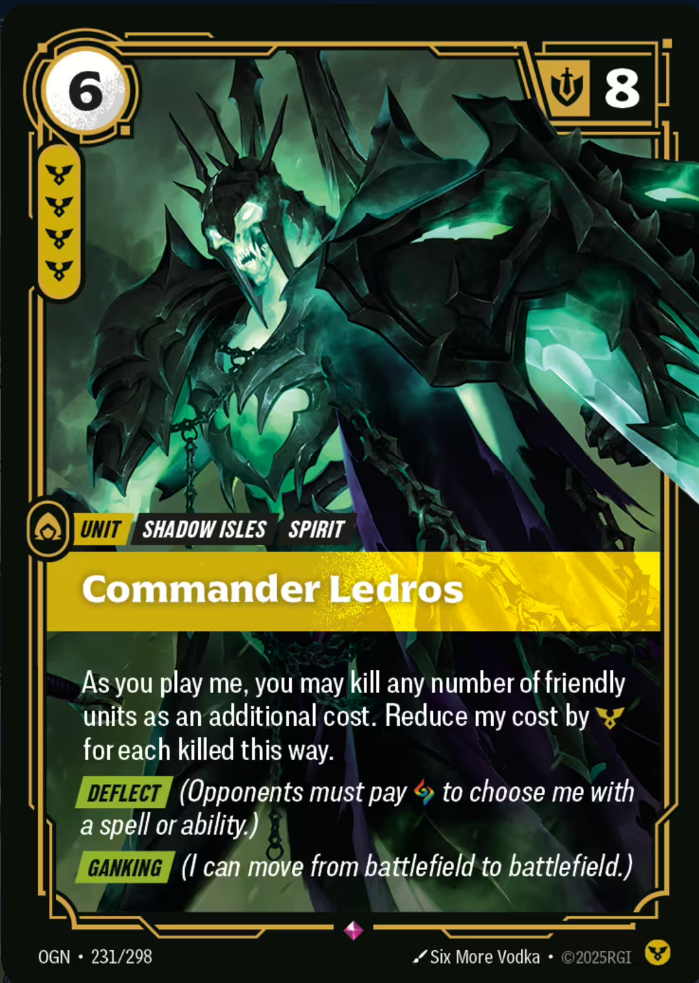 6
8
UNIT SHADOW ISLES SPIRIT
Commander Ledros
As you play me, you may kill any number of friendly
units as an additional cost. Reduce my cost by
for each killed this way.
DEFLECT (Opponents must pay to choose me with
a spell or ability.)
GANKING (I can move from battlefield to battlefield.)
OGN • 231/298
Six More Vodka • ©2025RGI